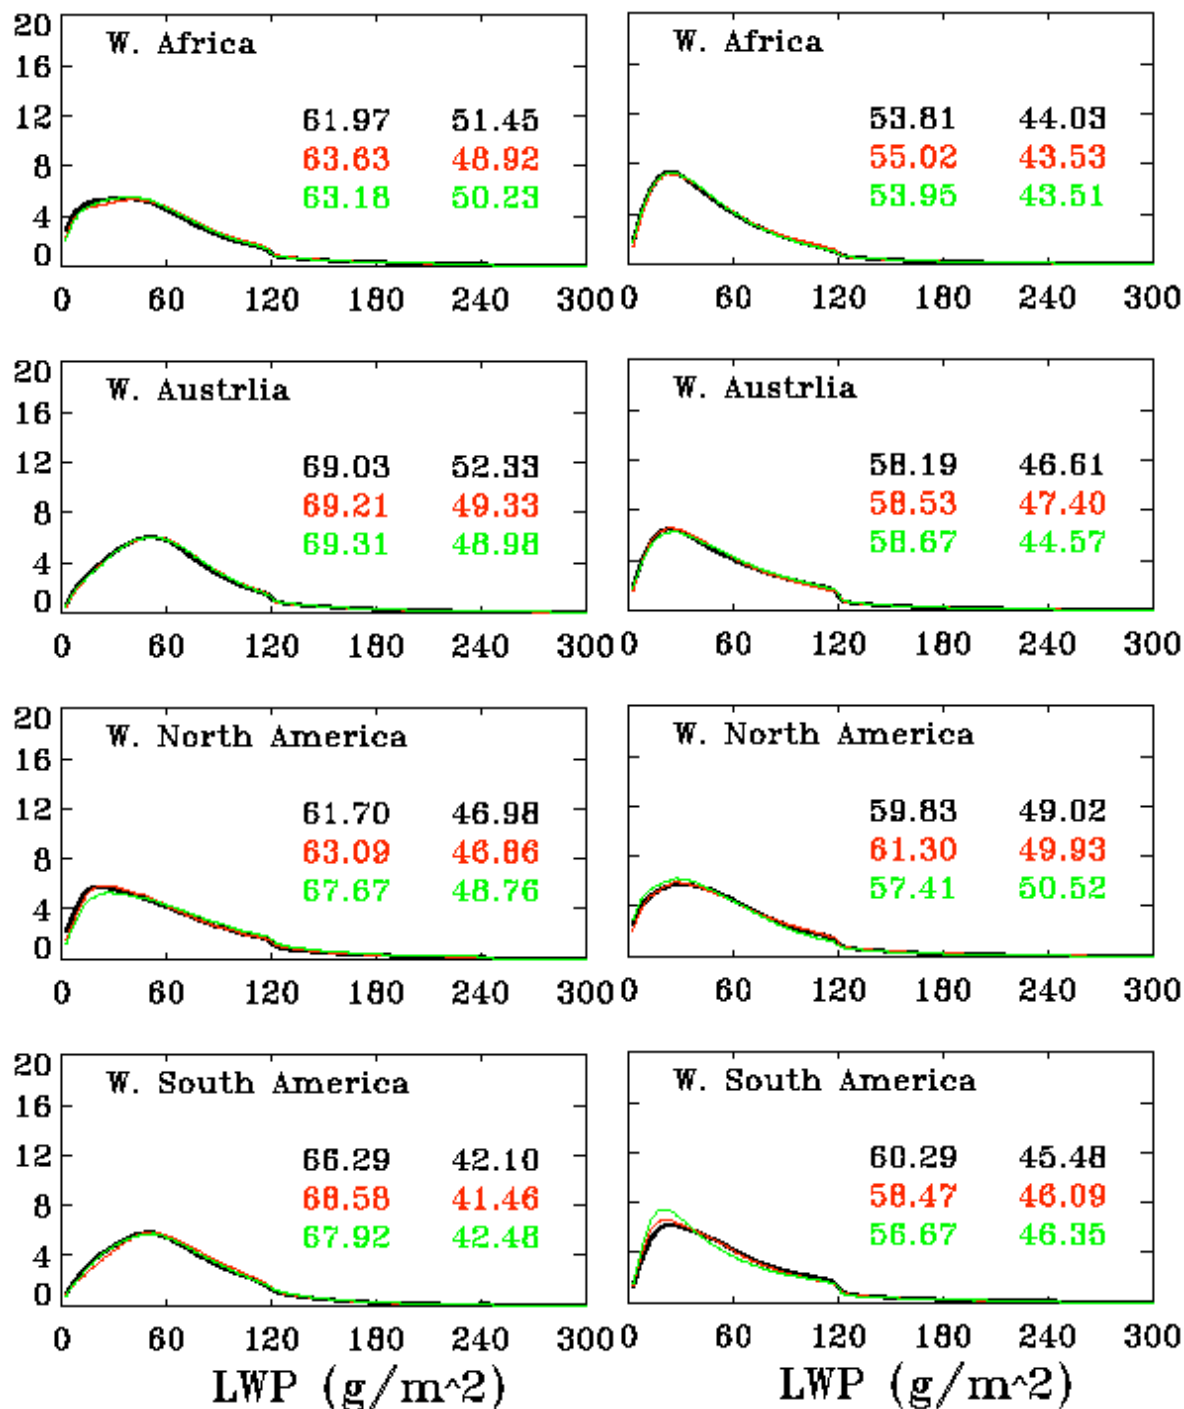 20
16
12
8
4
0
W. Africa
61.97 51.45
63.63 48.92
63.18 50.23
0 60 120 180 240 300
W. Africa
53.81 44.03
55.02 43.53
53.95 43.51
0 60 120 180 240 300
20
16
12
8
4
0
W. Austrlia
69.03 52.33
69.21 49.33
69.31 48.98
0 60 120 180 240 300
W. Austrlia
58.19 46.61
58.53 47.40
58.67 44.57
0 60 120 180 240 300
20
16
12
8
4
0
W. North America
61.70 46.98
63.09 46.86
67.67 48.76
0 60 120 180 240 300
W. North America
59.83 49.02
61.30 49.93
57.41 50.52
0 60 120 180 240 300
20
16
12
8
4
0
W. South America
66.29 42.10
68.58 41.46
67.92 42.48
0 60 120 180 240 300
LWP (g/m^2)
W. South America
60.29 45.48
58.47 46.09
56.67 46.35
0 60 120 180 240 300
LWP (g/m^2)